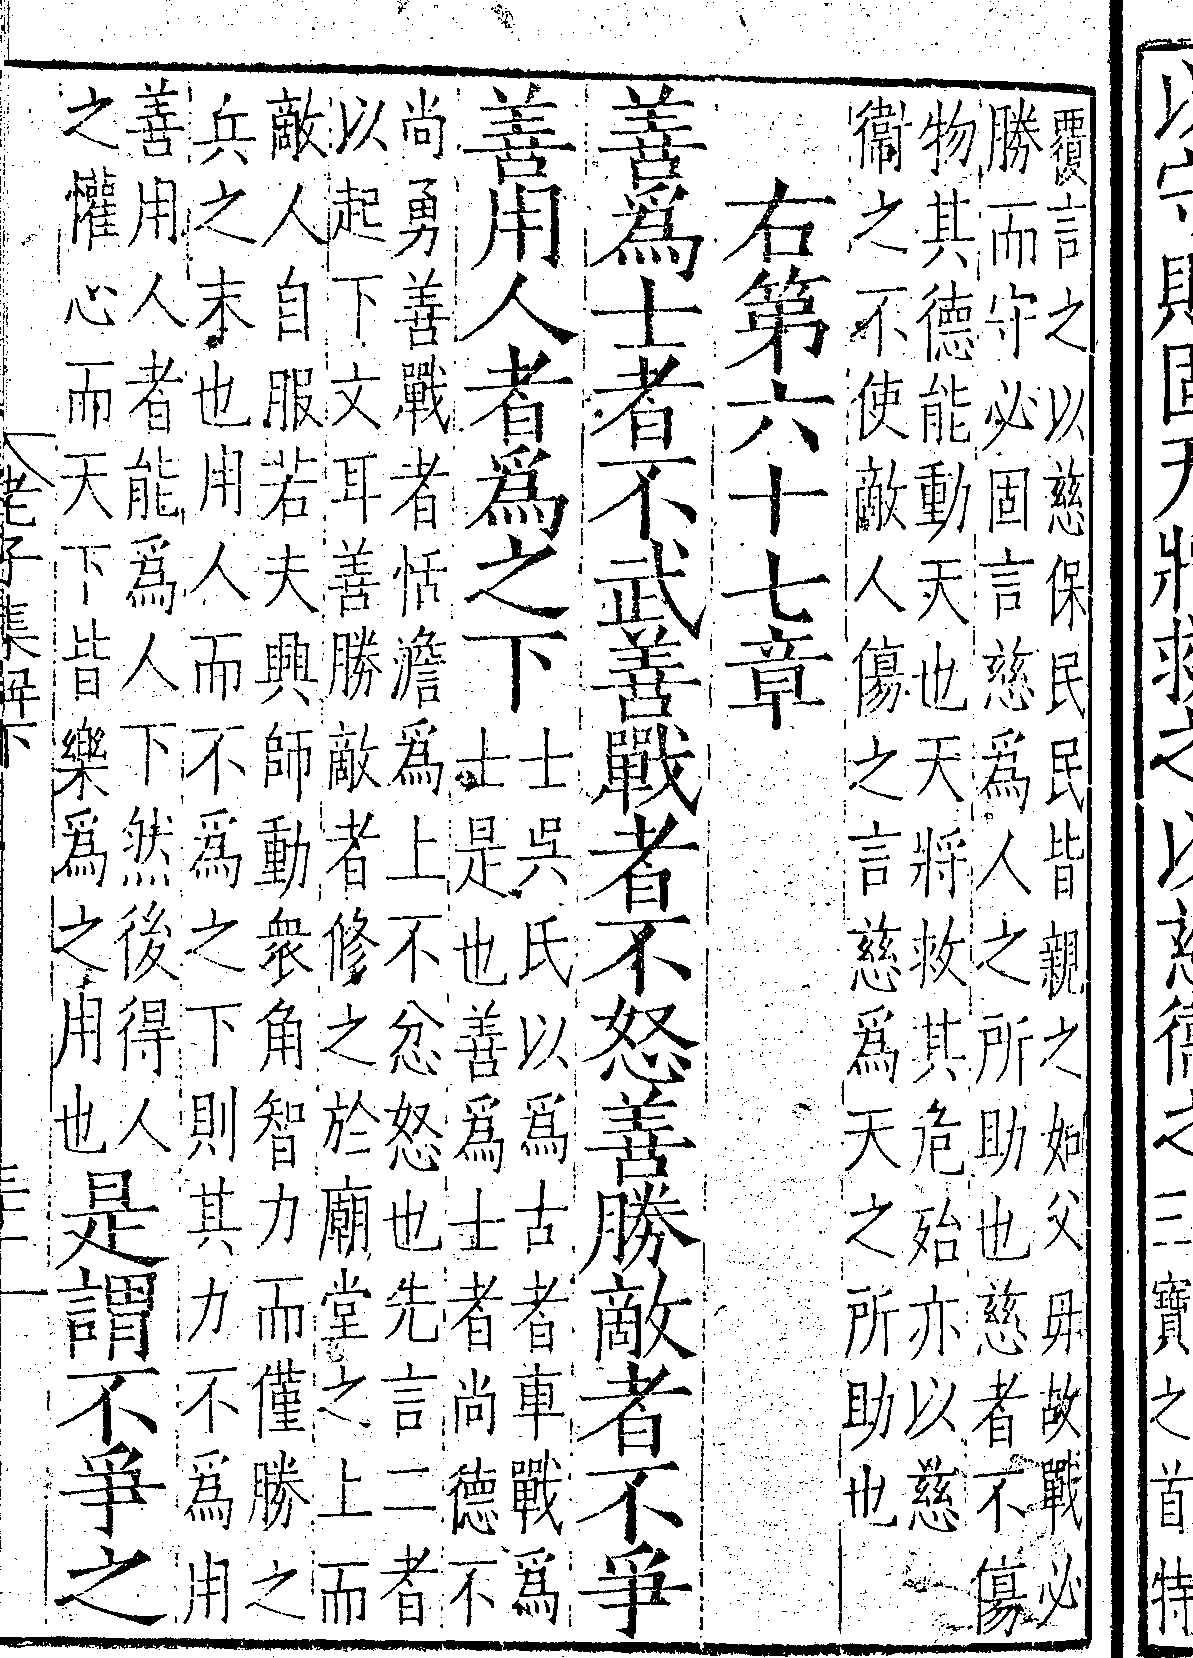 以守則固天將救之以慈衛之三寶之首特
覆言之以慈保民民皆親之如父母故戰必
勝而守必固言慈爲人之所助也慈者不傷
物其德能動天也天將救其危殆亦以慈
衞之不使敵人傷之言慈爲天之所助也
右第六十七章
善爲士者不武善戰者不怒善勝敵者不爭
善用人者爲之下
士吳氏以爲古者車戰爲
士是也善爲士者尚德不
尚勇善戰者恬澹爲上不忿怒也先言二者
以起下文耳善勝敵者修之於廟堂之上而
敵人自服若夫興師動衆角智力而僅勝之
兵之末也用人而不爲之下則其力不爲用
善用人者能爲人下然後得人
之懽心而天下皆樂爲之用也
是謂不爭之
老子集解下